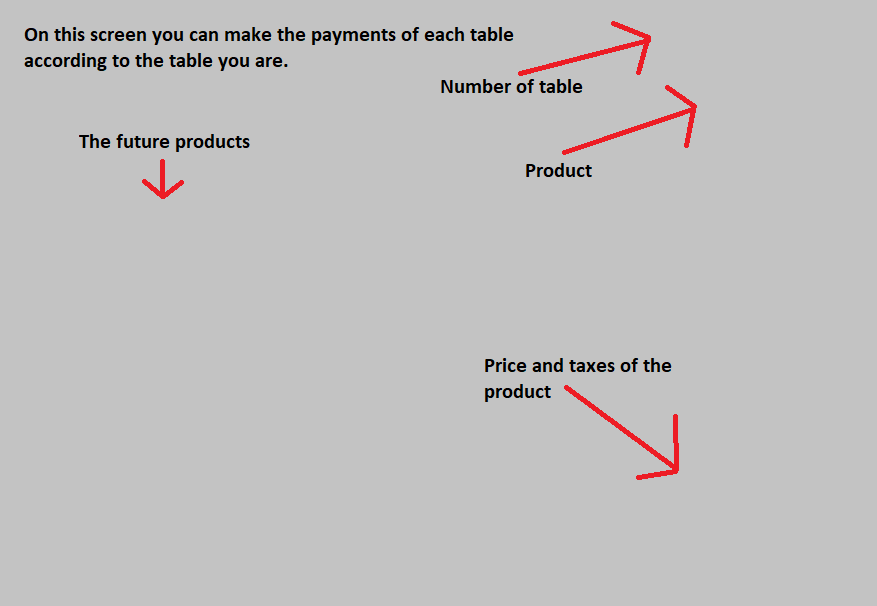 On this screen you can make the payments of each table
according to the table you are.
Number of table
The future products
Product
Price and taxes of the
product